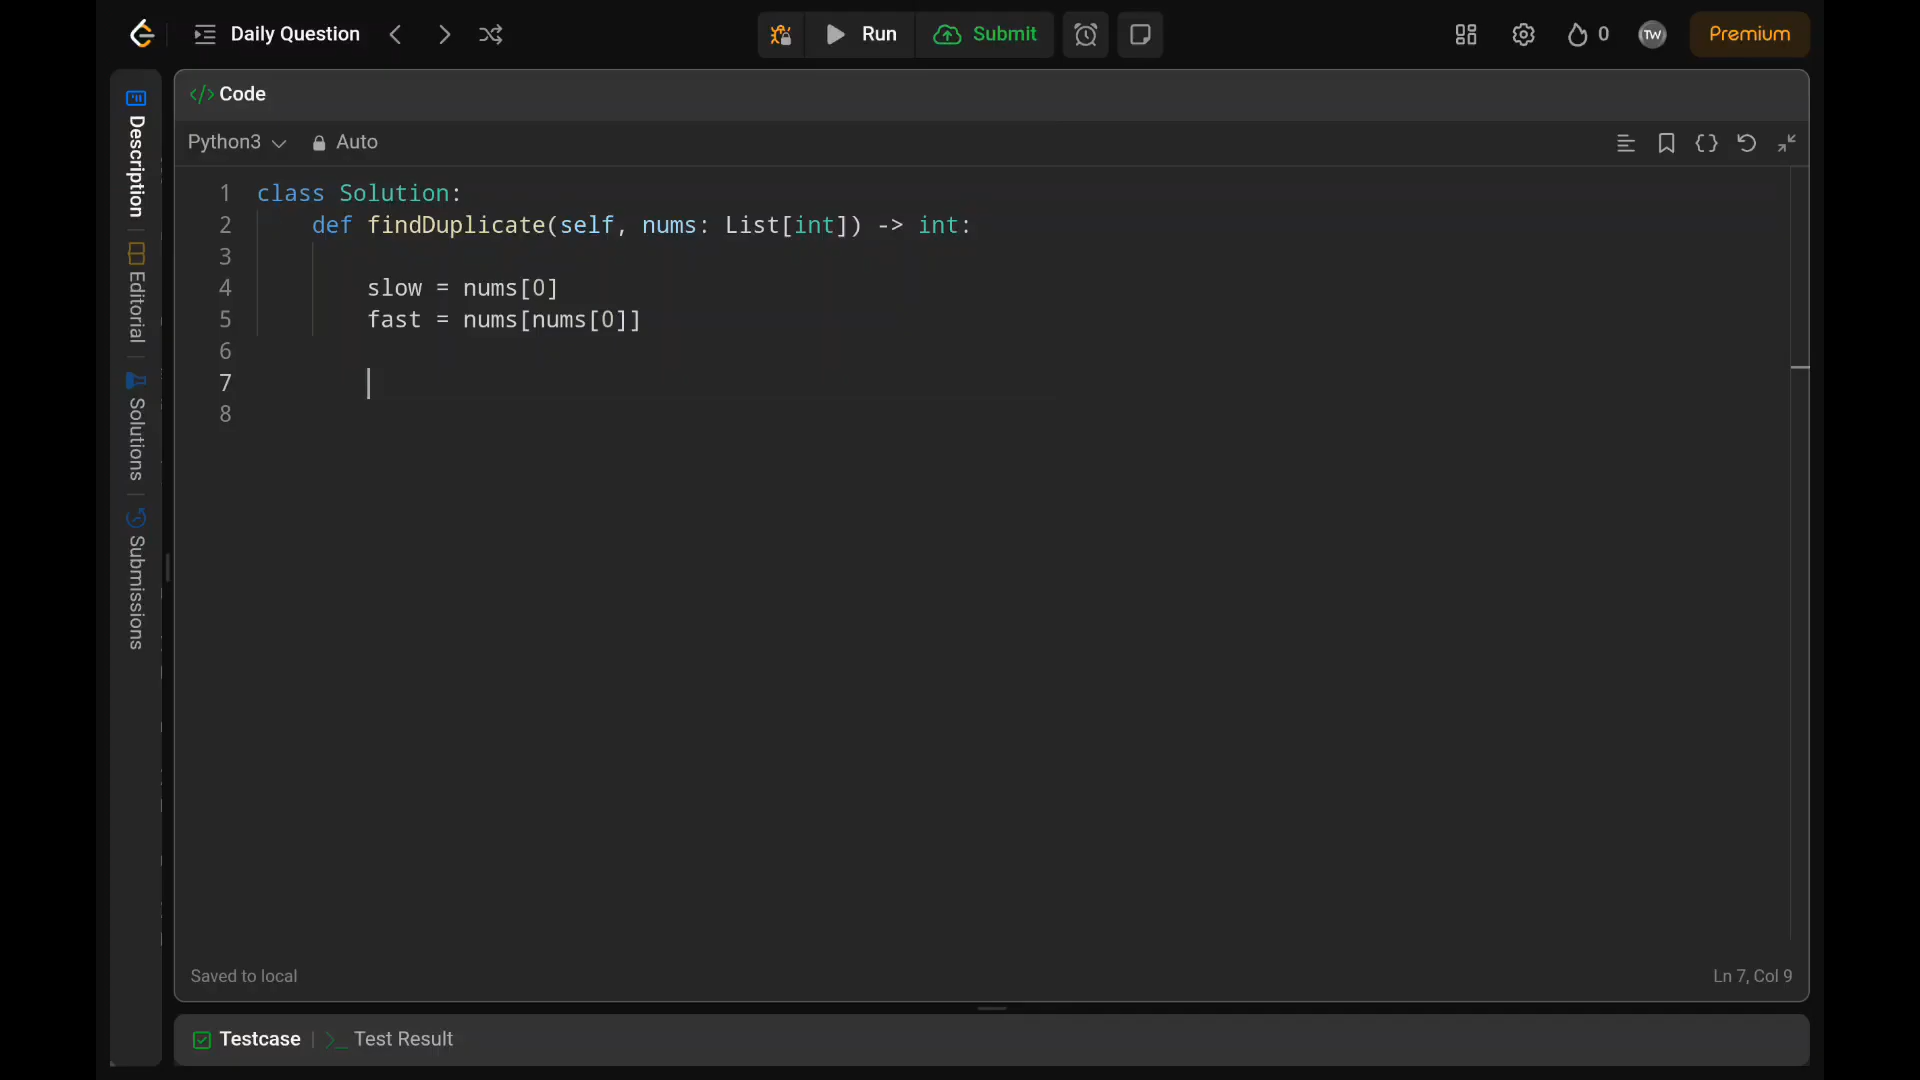 Daily Question
Run
Submit
0
TW
Premium
Description
Editorial
Solutions
Submissions
</> Code
Python3
Auto
1 class Solution:
2 def findDuplicate(self, nums: List[int]) -> int:
3
4 slow = nums[0]
5 fast = nums[nums[0]]
6
7
8
Saved to local
Ln 7, Col 9
Testcase
Test Result